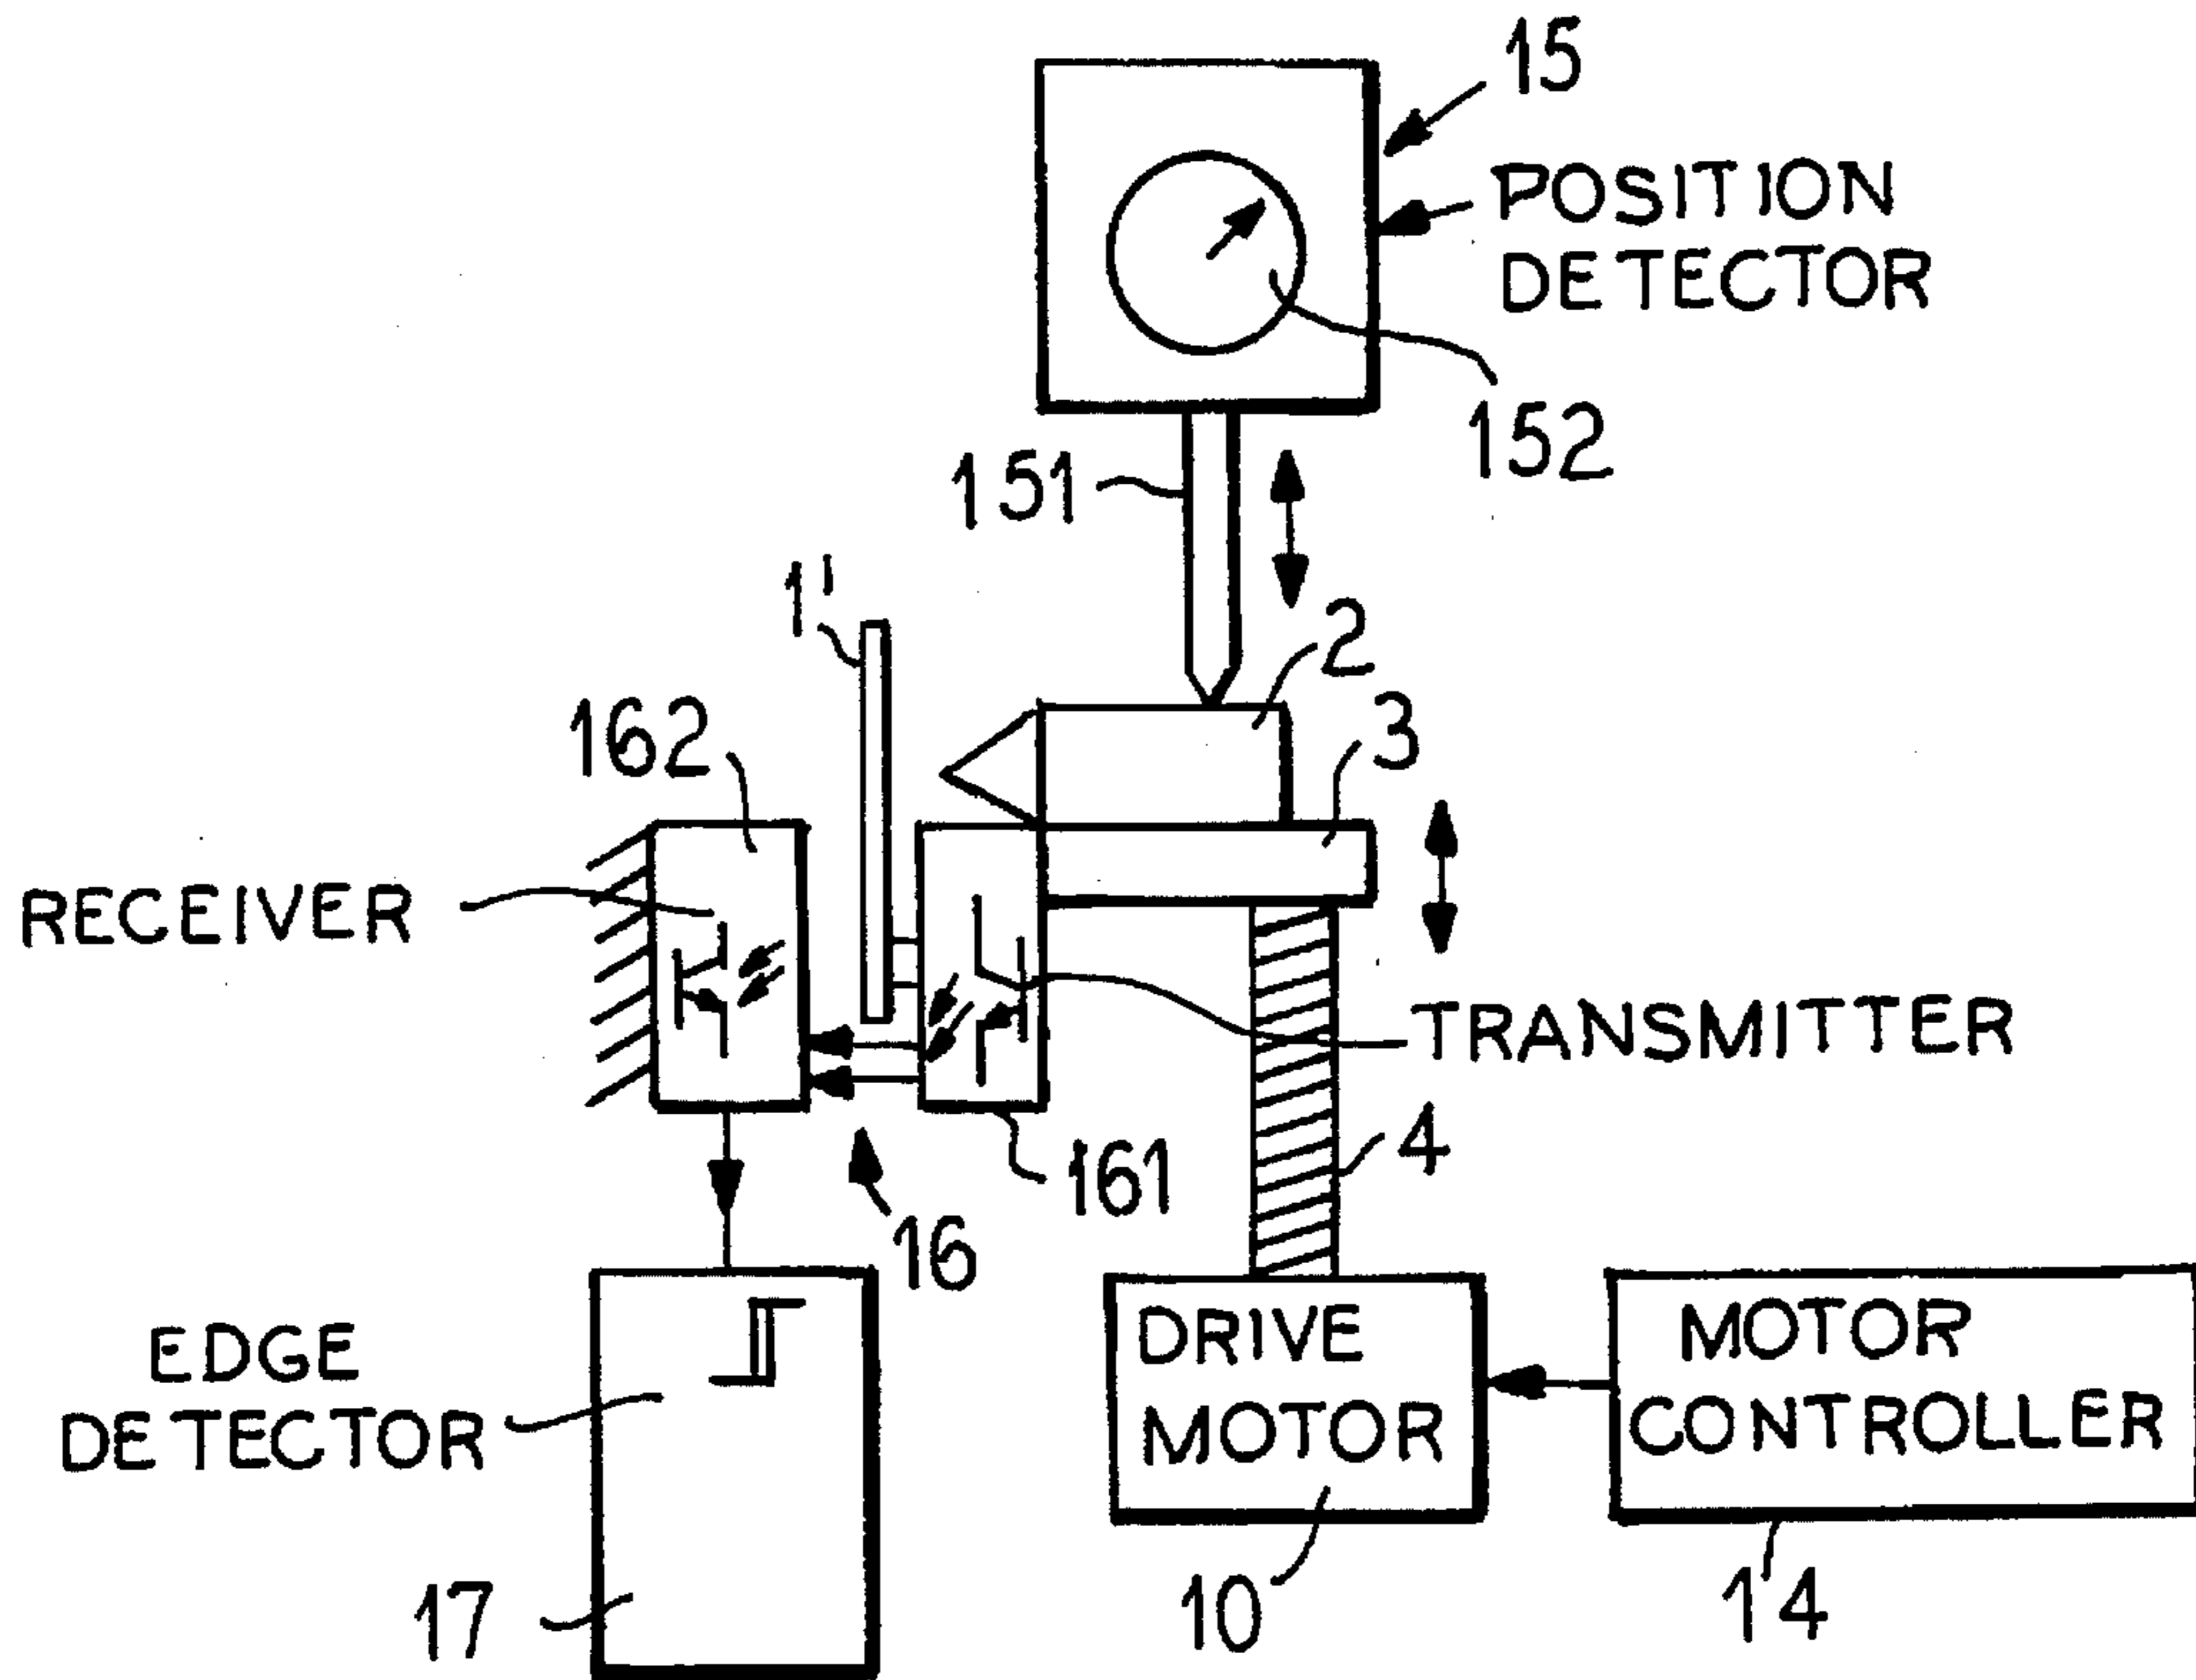 15
POSITION
DETECTOR
152
151
1'
2
3
162
RECEIVER
TRANSMITTER
4
161
16
EDGE
DETECTOR
17
DRIVE
MOTOR
10
MOTOR
CONTROLLER
14